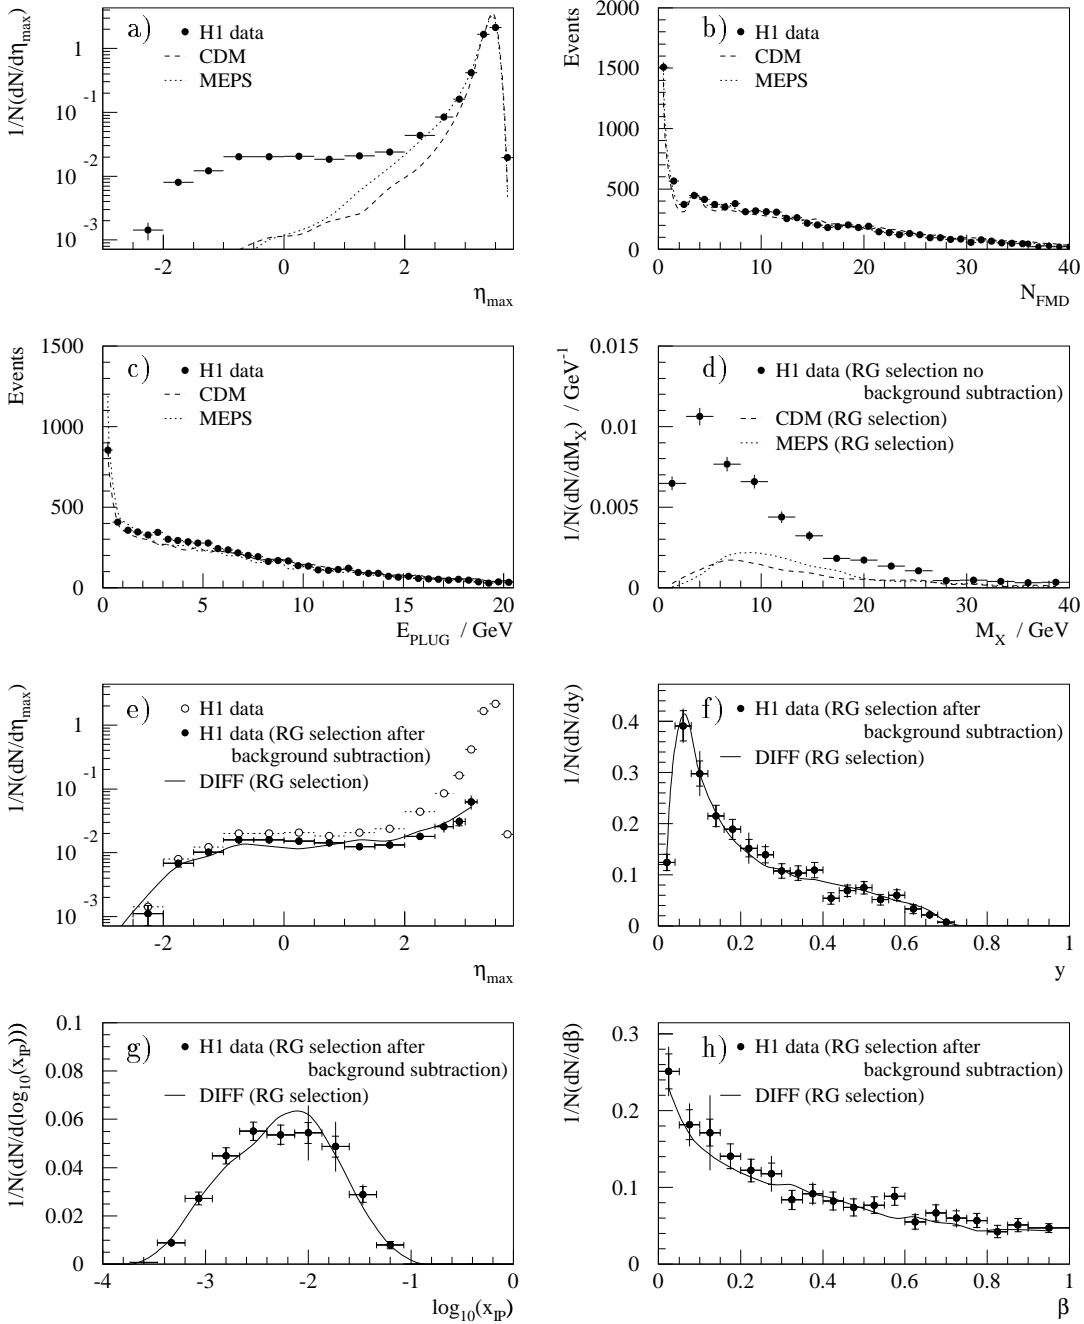 a)
H1 data
CDM
MEPS
1/N(dN/dη_max)
1
10^-1
10^-2
10^-3
-2 0 2
η_max
b)
H1 data
CDM
MEPS
Events
2000
1500
1000
500
0
0 10 20 30 40
N_FMD
c)
H1 data
CDM
MEPS
Events
1500
1000
500
0
0 5 10 15 20
E_PLUG / GeV
d)
H1 data (RG selection no
background subtraction)
CDM (RG selection)
MEPS (RG selection)
1/N(dN/dM_X) / GeV^-1
0.015
0.01
0.005
0
0 10 20 30 40
M_X / GeV
e)
H1 data
H1 data (RG selection after
background subtraction)
DIFF (RG selection)
1/N(dN/dη_max)
1
10^-1
10^-2
10^-3
-2 0 2
η_max
f)
H1 data (RG selection after
background subtraction)
DIFF (RG selection)
1/N(dN/dy)
0.4
0.3
0.2
0.1
0
0 0.2 0.4 0.6 0.8 1
y
g)
H1 data (RG selection after
background subtraction)
DIFF (RG selection)
1/N(dN/d(log_10(x_IP)))
0.1
0.08
0.06
0.04
0.02
0
-4 -3 -2 -1 0
log_10(x_IP)
h)
H1 data (RG selection after
background subtraction)
DIFF (RG selection)
1/N(dN/dβ)
0.3
0.2
0.1
0
0 0.2 0.4 0.6 0.8 1
β